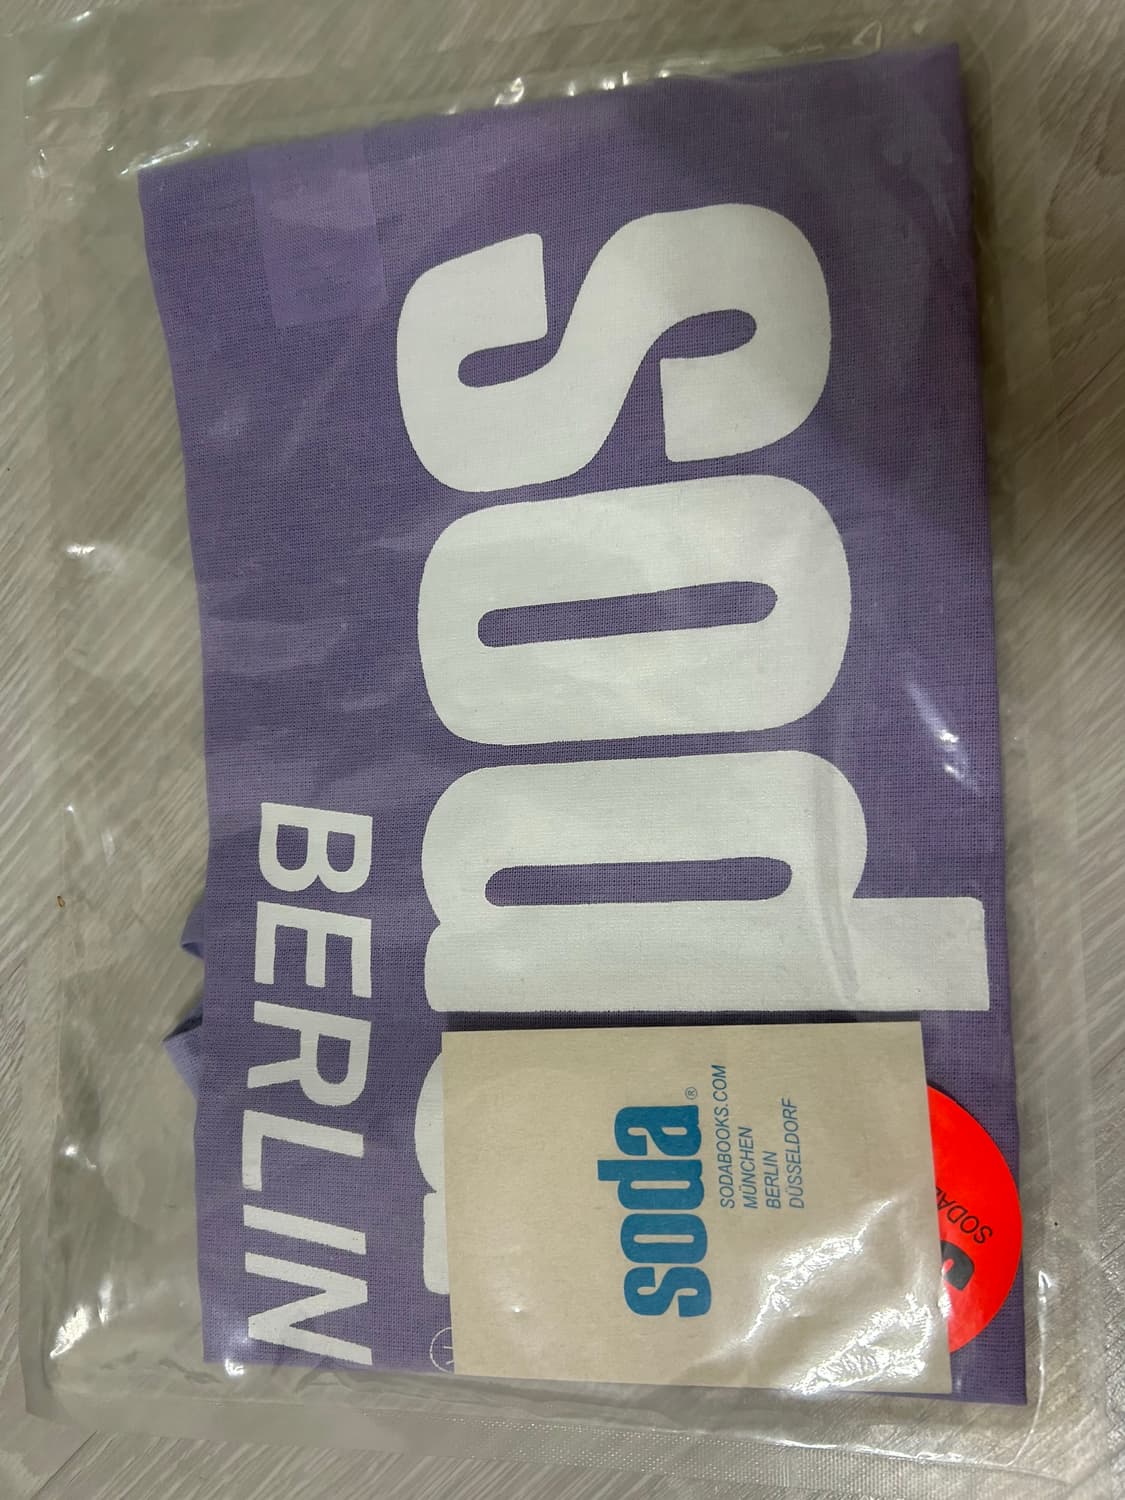 soda
BERLIN
soda®
SODABOOKS.COM
MÜNCHEN
BERLIN
DÜSSELDORF